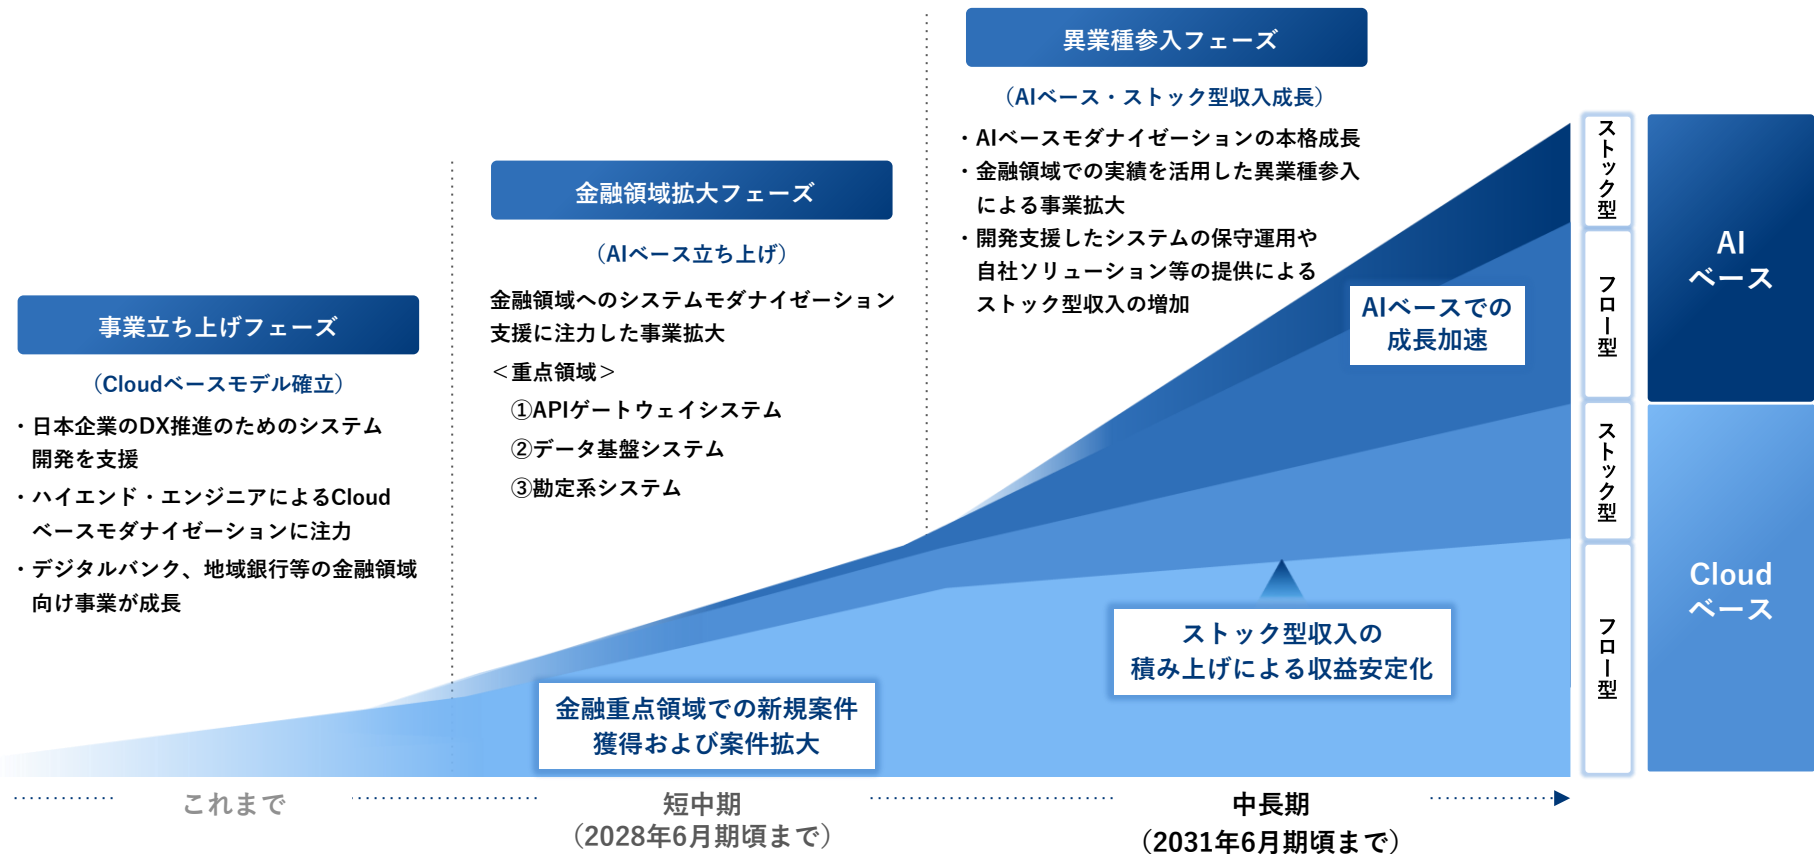 事業立ち上げフェーズ
（Cloudベースモデル確立）
・日本企業のDX推進のためのシステム
開発を支援
・ハイエンド・エンジニアによるCloud
ベースモダナイゼーションに注力
・デジタルバンク、地域銀行等の金融領域
向け事業が成長
金融領域拡大フェーズ
（AIベース立ち上げ）
金融領域へのシステムモダナイゼーション
支援に注力した事業拡大
＜重点領域＞
①APIゲートウェイシステム
②データ基盤システム
③勘定系システム
異業種参入フェーズ
（AIベース・ストック型収入成長）
・AIベースモダナイゼーションの本格成長
・金融領域での実績を活用した異業種参入
による事業拡大
・開発支援したシステムの保守運用や
自社ソリューション等の提供による
ストック型収入の増加
AIベースでの
成長加速
ストック型収入の
積み上げによる収益安定化
金融重点領域での新規案件
獲得および案件拡大
ストック型
フロー型
ストック型
フロー型
AI
ベース
Cloud
ベース
これまで
短中期
（2028年6月期頃まで）
中長期
（2031年6月期頃まで）